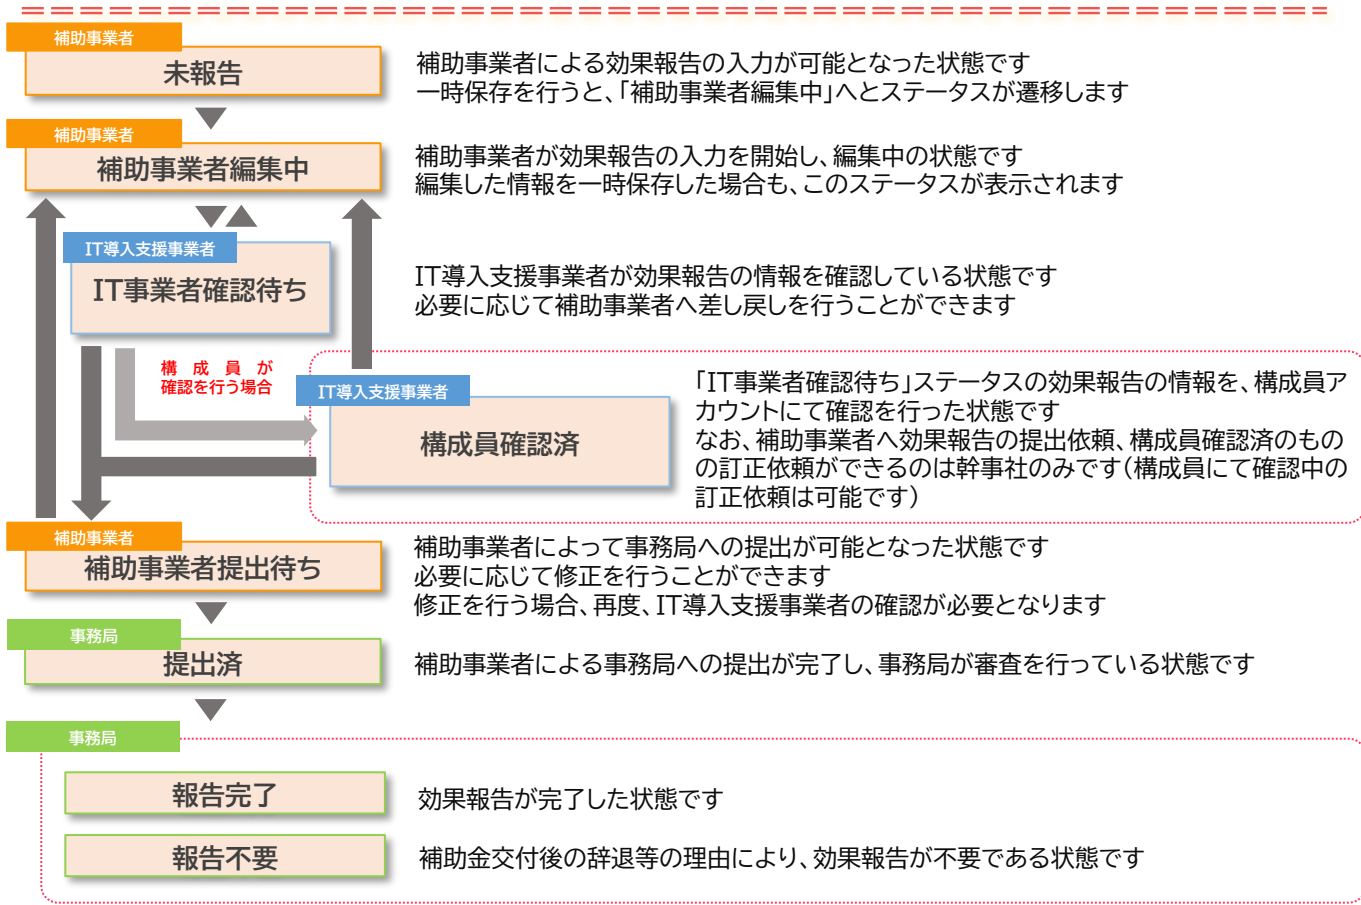 補助事業者
未報告
補助事業者による効果報告の入力が可能となった状態です
一時保存を行うと、「補助事業者編集中」へとステータスが遷移します
補助事業者
補助事業者編集中
補助事業者が効果報告の入力を開始し、編集中の状態です
編集した情報を一時保存した場合も、このステータスが表示されます
IT導入支援事業者
IT事業者確認待ち
IT導入支援事業者が効果報告の情報を確認している状態です
必要に応じて補助事業者へ差し戻しを行うことができます
構成員が
確認を行う場合
IT導入支援事業者
構成員確認済
「IT事業者確認待ち」ステータスの効果報告の情報を、構成員ア
カウントにて確認を行った状態です
なお、補助事業者へ効果報告の提出依頼、構成員確認済のもの
の訂正依頼ができるのは幹事社のみです(構成員にて確認中の
訂正依頼は可能です)
補助事業者
補助事業者提出待ち
補助事業者によって事務局への提出が可能となった状態です
必要に応じて修正を行うことができます
修正を行う場合、再度、IT導入支援事業者の確認が必要となります
事務局
提出済
補助事業者による事務局への提出が完了し、事務局が審査を行っている状態です
事務局
報告完了
効果報告が完了した状態です
報告不要
補助金交付後の辞退等の理由により、効果報告が不要である状態です